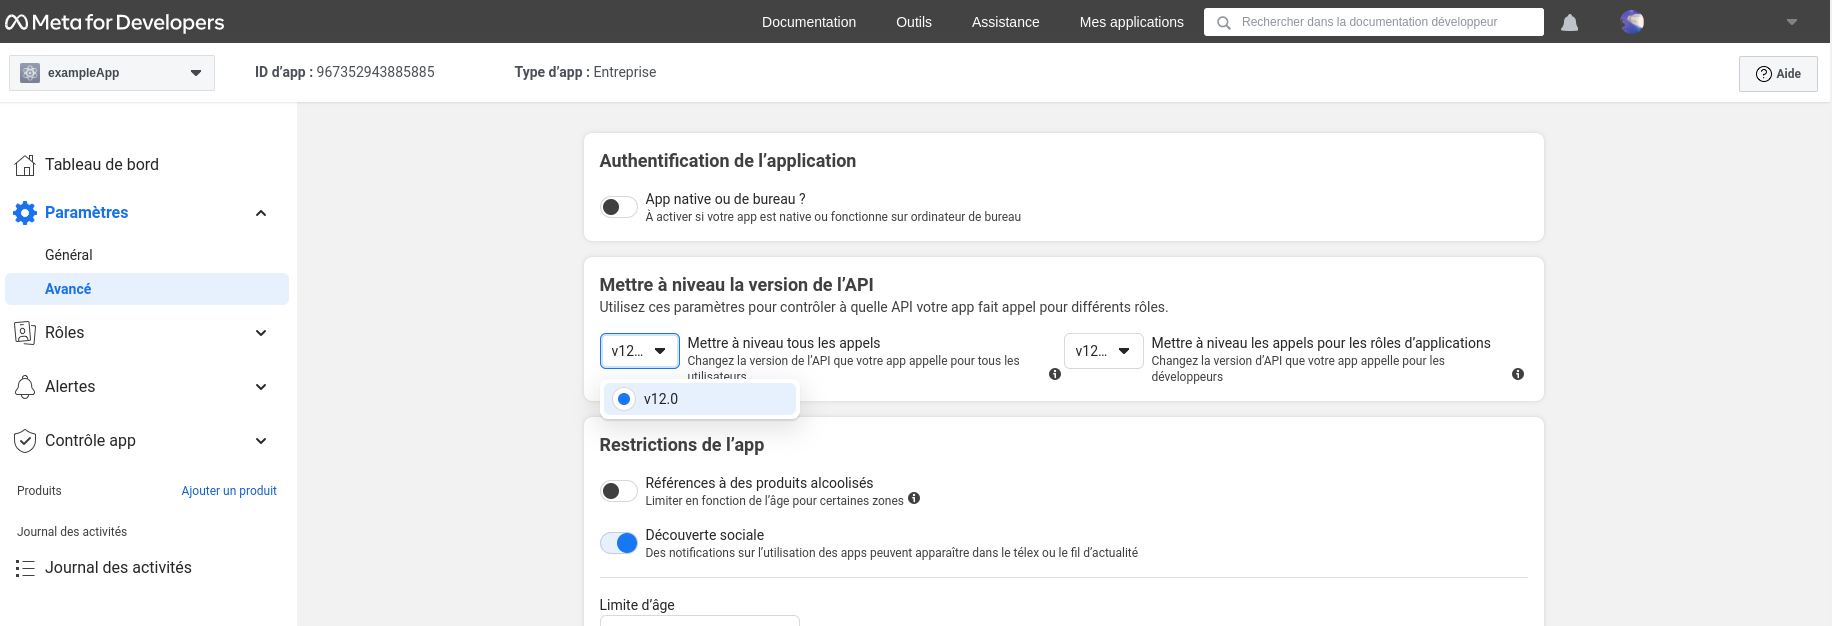 Meta for Developers
Documentation
Outils
Assistance
Mes applications
Rechercher dans la documentation développeur
exampleApp
ID d’app : 967352943885885
Type d’app : Entreprise
Aide
Tableau de bord
Paramètres
Général
Avancé
Rôles
Alertes
Contrôle app
Produits
Ajouter un produit
Journal des activités
Journal des activités
Authentification de l’application
App native ou de bureau ?
À activer si votre app est native ou fonctionne sur ordinateur de bureau
Mettre à niveau la version de l’API
Utilisez ces paramètres pour contrôler à quelle API votre app fait appel pour différents rôles.
v12...
Mettre à niveau tous les appels
Changez la version de l’API que votre app appelle pour tous les
utilisateurs
v12.0
v12...
Mettre à niveau les appels pour les rôles d’applications
Changez la version d’API que votre app appelle pour les
développeurs
Restrictions de l’app
Références à des produits alcoolisés
Limiter en fonction de l’âge pour certaines zones
Découverte sociale
Des notifications sur l’utilisation des apps peuvent apparaître dans le télex ou le fil d’actualité
Limite d’âge